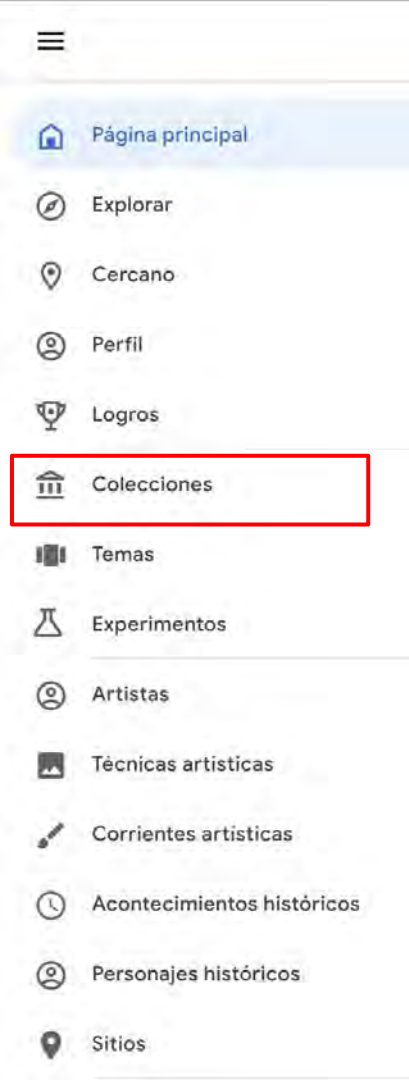 Página principal
Explorar
Cercano
Perfil
Logros
Colecciones
Temas
Experimentos
Artistas
Técnicas artísticas
Corrientes artísticas
Acontecimientos históricos
Personajes históricos
Sitios